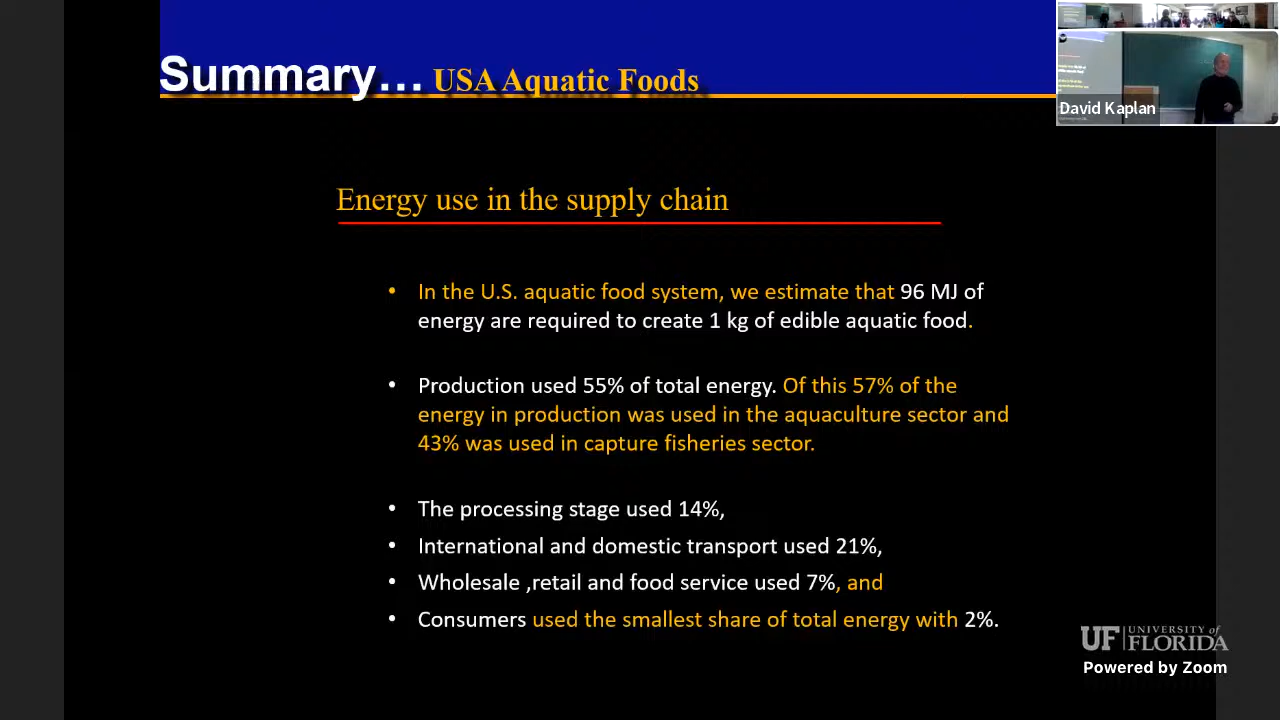 Summary... USA Aquatic Foods
David Kaplan
Energy use in the supply chain
• In the U.S. aquatic food system, we estimate that 96 MJ of
energy are required to create 1 kg of edible aquatic food.
• Production used 55% of total energy. Of this 57% of the
energy in production was used in the aquaculture sector and
43% was used in capture fisheries sector.
• The processing stage used 14%,
• International and domestic transport used 21%,
• Wholesale ,retail and food service used 7%, and
• Consumers used the smallest share of total energy with 2%.
UF UNIVERSITY of
FLORIDA
Powered by Zoom